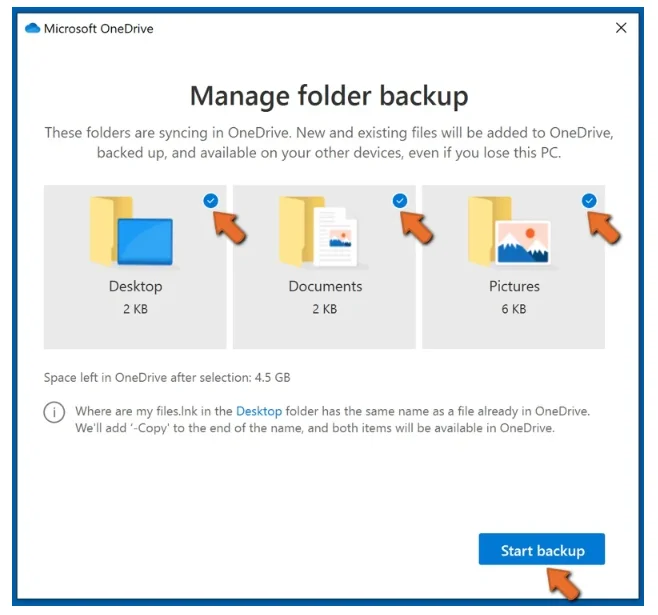 Microsoft OneDrive
Manage folder backup
These folders are syncing in OneDrive. New and existing files will be added to OneDrive,
backed up, and available on your other devices, even if you lose this PC.
Desktop
2 KB
Documents
2 KB
Pictures
6 KB
Space left in OneDrive after selection: 4.5 GB
Where are my files.lnk in the Desktop folder has the same name as a file already in OneDrive.
We'll add '-Copy' to the end of the name, and both items will be available in OneDrive.
Start backup